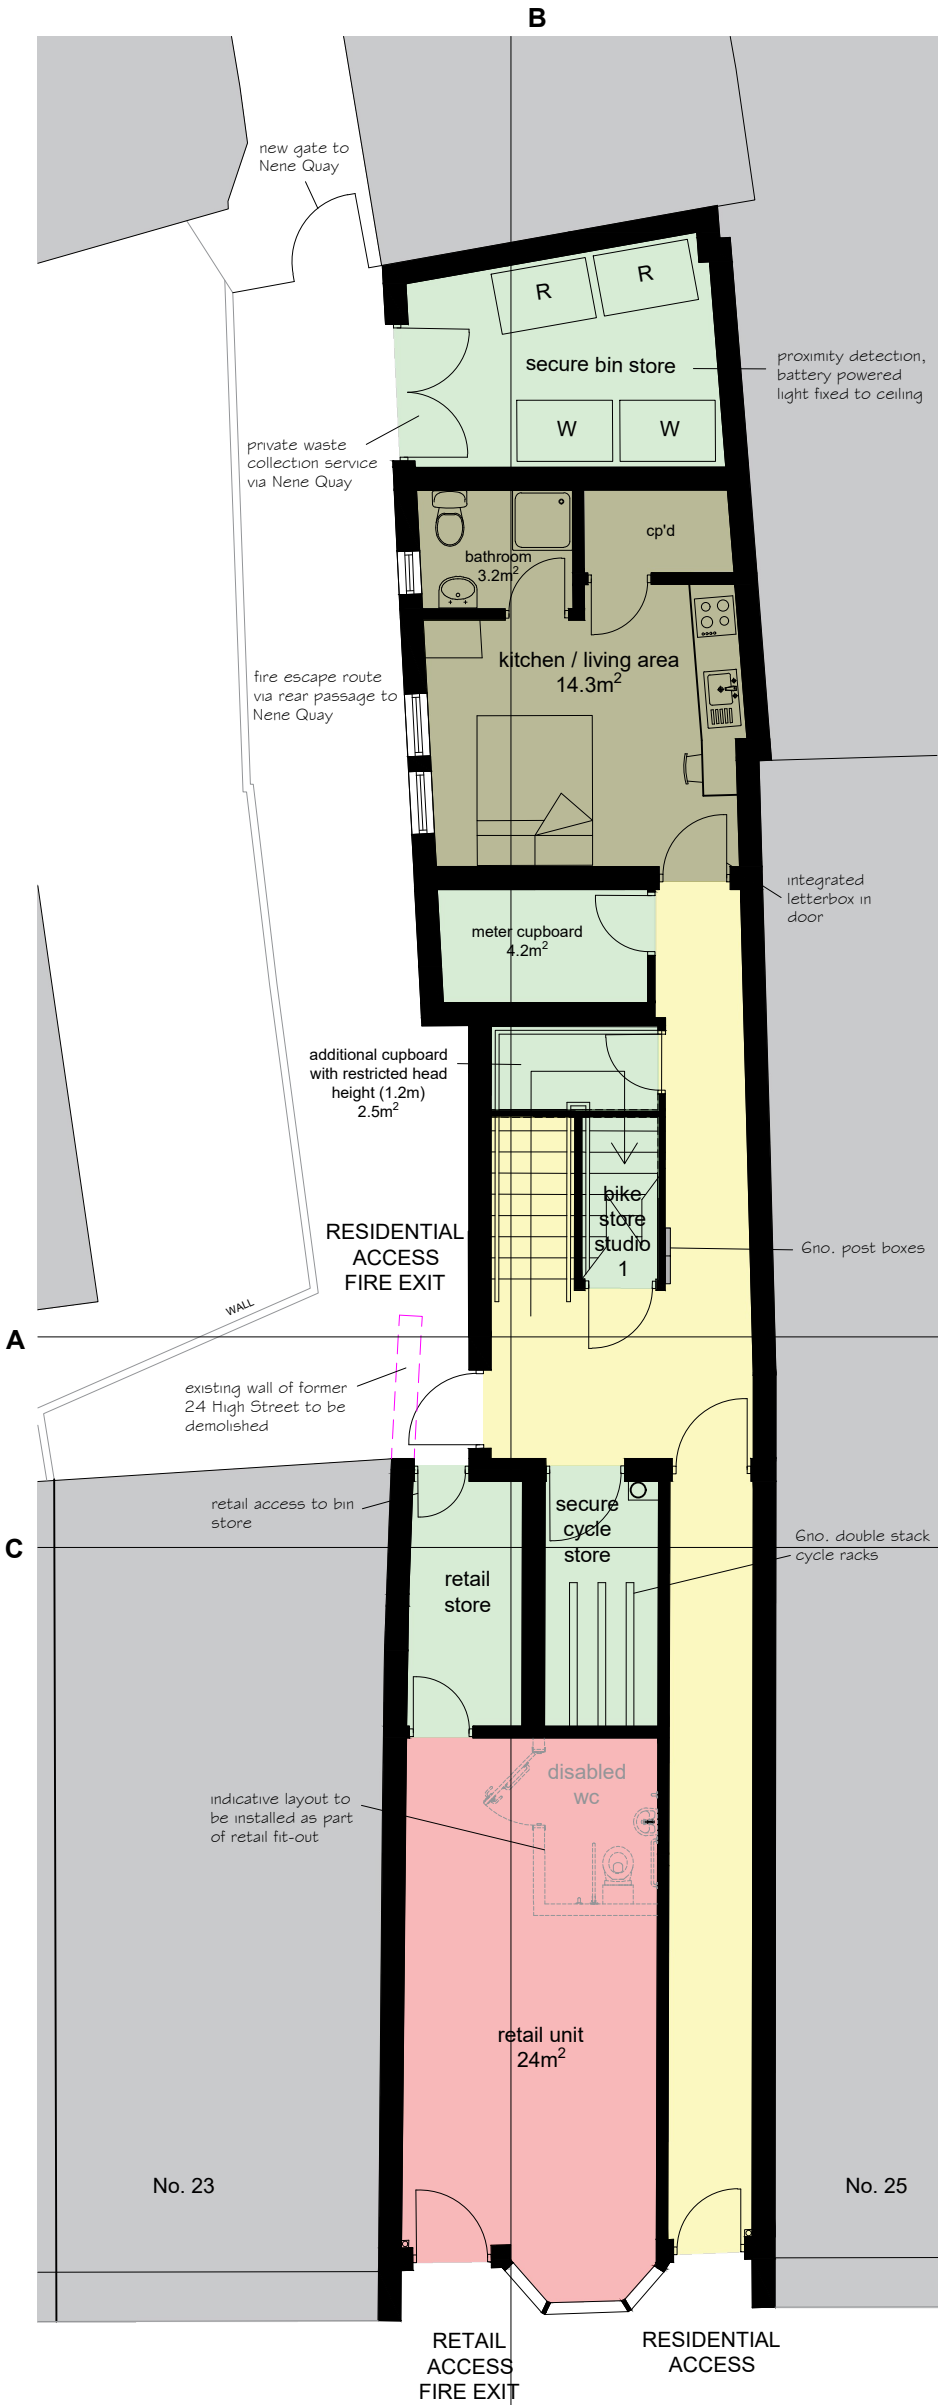 B
new gate to
Nene Quay
R
R
secure bin store
proximity detection,
battery powered
light fixed to ceiling
W
W
private waste
collection service
via Nene Quay
cp'd
bathroom
3.2m²
kitchen / living area
14.3m²
fire escape route
via rear passage to
Nene Quay
integrated
letterbox in
door
meter cupboard
4.2m²
additional cupboard
with restricted head
height (1.2m)
2.5m²
bike
store
studio
1
RESIDENTIAL
ACCESS
FIRE EXIT
6no. post boxes
WALL
A
existing wall of former
24 High Street to be
demolished
retail access to bin
store
secure
cycle
store
6no. double stack
cycle racks
C
retail
store
disabled
wc
indicative layout to
be installed as part
of retail fit-out
retail unit
24m²
No. 23
No. 25
RETAIL
ACCESS
FIRE EXIT
RESIDENTIAL
ACCESS